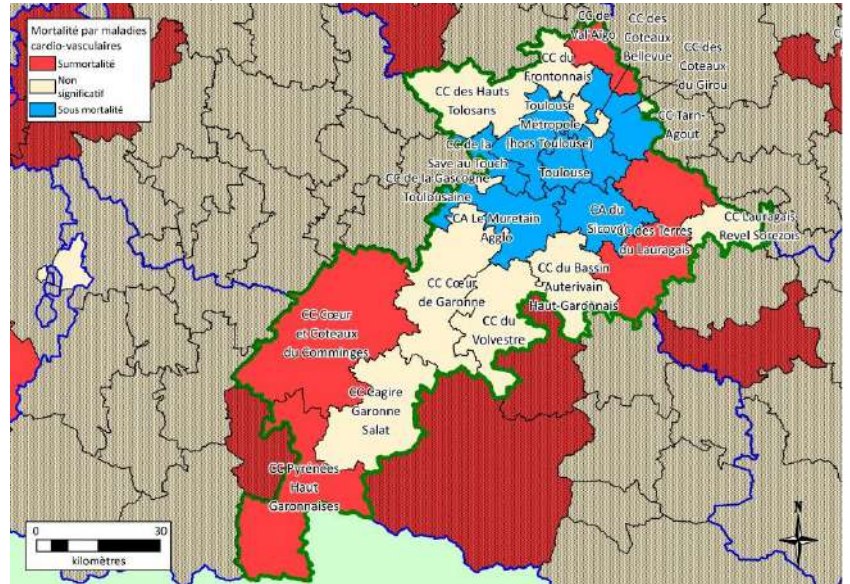 Mortalité par maladies
cardio-vasculaires
Surmortalité
Non
significatif
Sous mortalité
CC de
Val'Aïgo
CC des
Coteaux
Bellevue
CC des
Coteaux
du Girou
CC du
Frontonnais
CC des Hauts
Tolosans
Toulouse
Métropole
(hors Toulouse)
CC Tarn-
Agout
CC de la
Save au Touch
Toulouse
CC de la Gascogne
Toulousaine
CA Le Muretain
Agglo
CA du
Sicoval
CC des Terres
du Lauragais
CC Lauragais
Revel Sorezois
CC du Bassin
Auterivain
Haut-Garonnais
CC Cœur
de Garonne
CC du
Volvestre
CC Cœur
et Coteaux
du Comminges
CC Cagire
Garonne
Salat
CC Pyrénées
Haut
Garonnaises
0 30
kilomètres
N